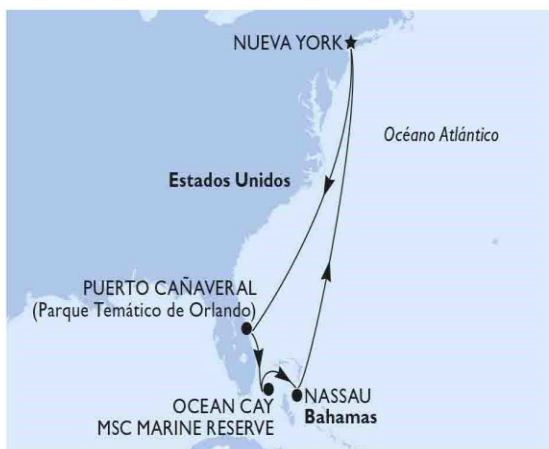 NUEVA YORK
Océano Atlántico
Estados Unidos
PUERTO CAÑAVERAL
(Parque Temático de Orlando)
OCEAN CAY
MSC MARINE RESERVE
NASSAU
Bahamas